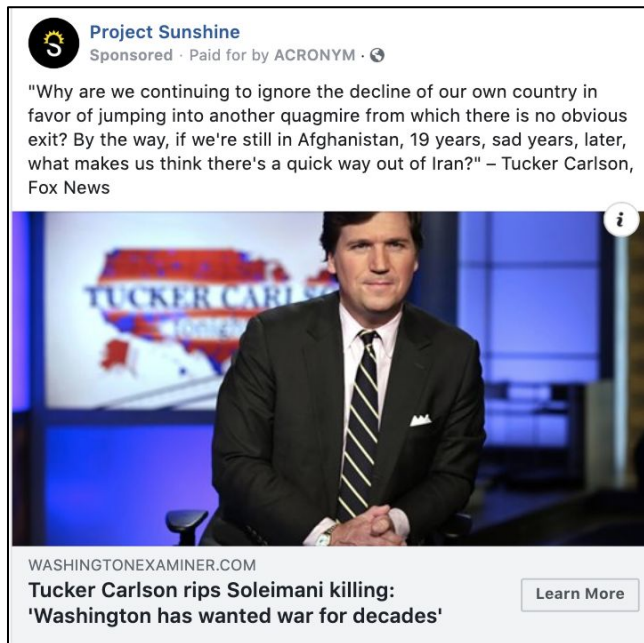 Project Sunshine
Sponsored · Paid for by ACRONYM ·
"Why are we continuing to ignore the decline of our own country in
favor of jumping into another quagmire from which there is no obvious
exit? By the way, if we're still in Afghanistan, 19 years, sad years, later,
what makes us think there's a quick way out of Iran?" – Tucker Carlson,
Fox News
TUCKER
WASHINGTONEXAMINER.COM
Tucker Carlson rips Soleimani killing:
'Washington has wanted war for decades'
Learn More